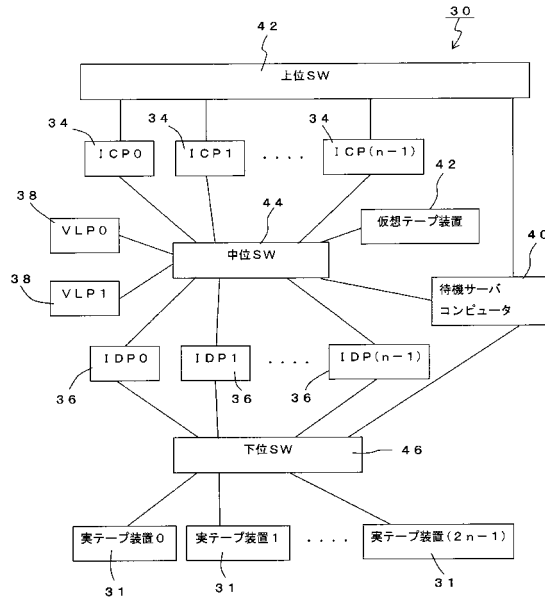 30
42
上位SW
34 34 34
ICP0 ICP1 ････ ICP(n-1)
42
38 44 仮想テープ装置 40
VLP0
中位SW
38 待機サーバ
VLP1 コンピュータ
IDP0 IDP1 ････ IDP(n-1)
36 36 36
下位SW 46
実テープ装置0 実テープ装置1 ････ 実テープ装置(2n-1)
31 31 31